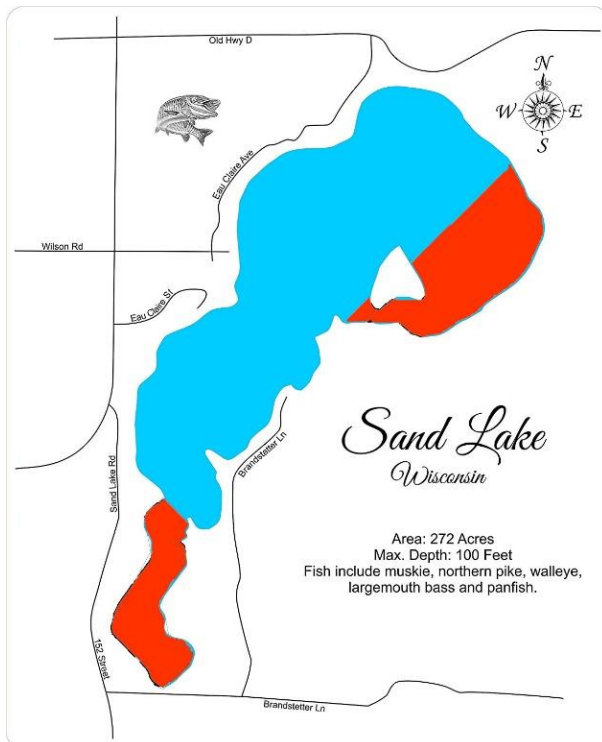 Old Hwy D
N
W
E
S
Eau Claire Ave
Wilson Rd
Eau Claire St
Sand Lake Rd
Brandstetter Ln
Sand Lake
Wisconsin
Area: 272 Acres
Max. Depth: 100 Feet
Fish include muskie, northern pike, walleye,
largemouth bass and panfish.
152 Street
Brandstetter Ln